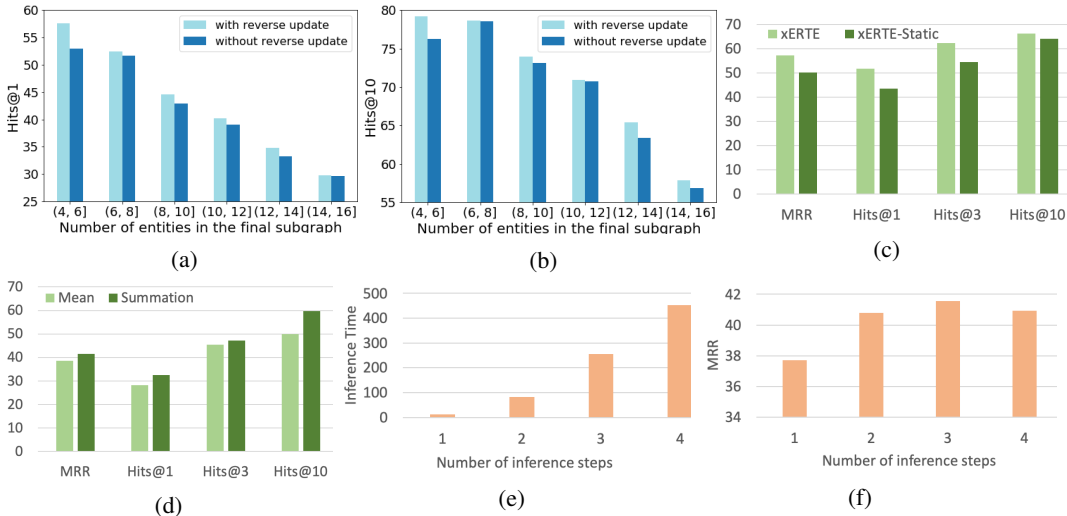 60
55
50
45
40
35
30
25
Hits@1
with reverse update
without reverse update
(4, 6]
(6, 8]
(8, 10]
(10, 12]
(12, 14]
(14, 16]
Number of entities in the final subgraph
(a)
80
75
70
65
60
55
Hits@10
with reverse update
without reverse update
(4, 6]
(6, 8]
(8, 10]
(10, 12]
(12, 14]
(14, 16]
Number of entities in the final subgraph
(b)
70
60
50
40
30
20
10
0
xERTE
xERTE-Static
MRR
Hits@1
Hits@3
Hits@10
(c)
70
60
50
40
30
20
10
0
Mean
Summation
MRR
Hits@1
Hits@3
Hits@10
(d)
500
400
300
200
100
0
Inference Time
1
2
3
4
Number of inference steps
(e)
42
40
38
36
34
MRR
1
2
3
4
Number of inference steps
(f)